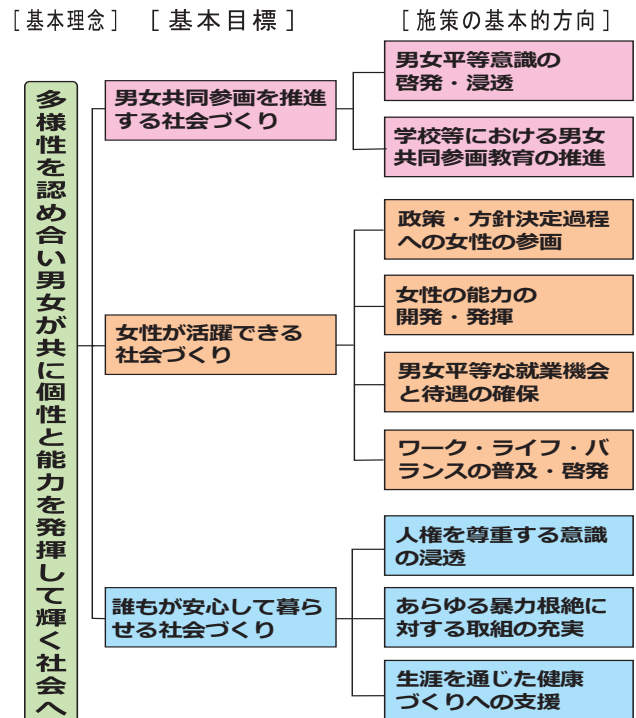 [基本理念] [基本目標] [施策の基本的方向]
多様性を認め合い男女が共に個性と能力を発揮して輝く社会へ
男女共同参画を推進
する社会づくり
男女平等意識の
啓発・浸透
学校等における男女
共同参画教育の推進
女性が活躍できる
社会づくり
政策・方針決定過程
への女性の参画
女性の能力の
開発・発揮
男女平等な就業機会
と待遇の確保
ワーク・ライフ・バ
ランスの普及・啓発
誰もが安心して暮ら
せる社会づくり
人権を尊重する意識
の浸透
あらゆる暴力根絶に
対する取組の充実
生涯を通じた健康
づくりへの支援